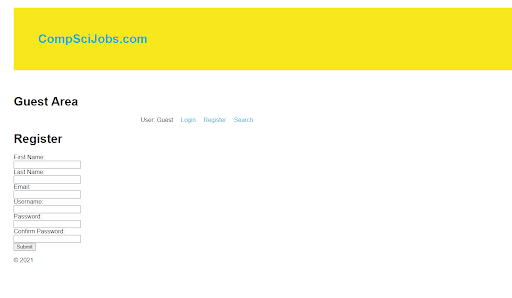 CompSciJobs.com
Guest Area
User: Guest Login Register Search
Register
First Name:
Last Name:
Email:
Username:
Password:
Confirm Password:
Submit
© 2021